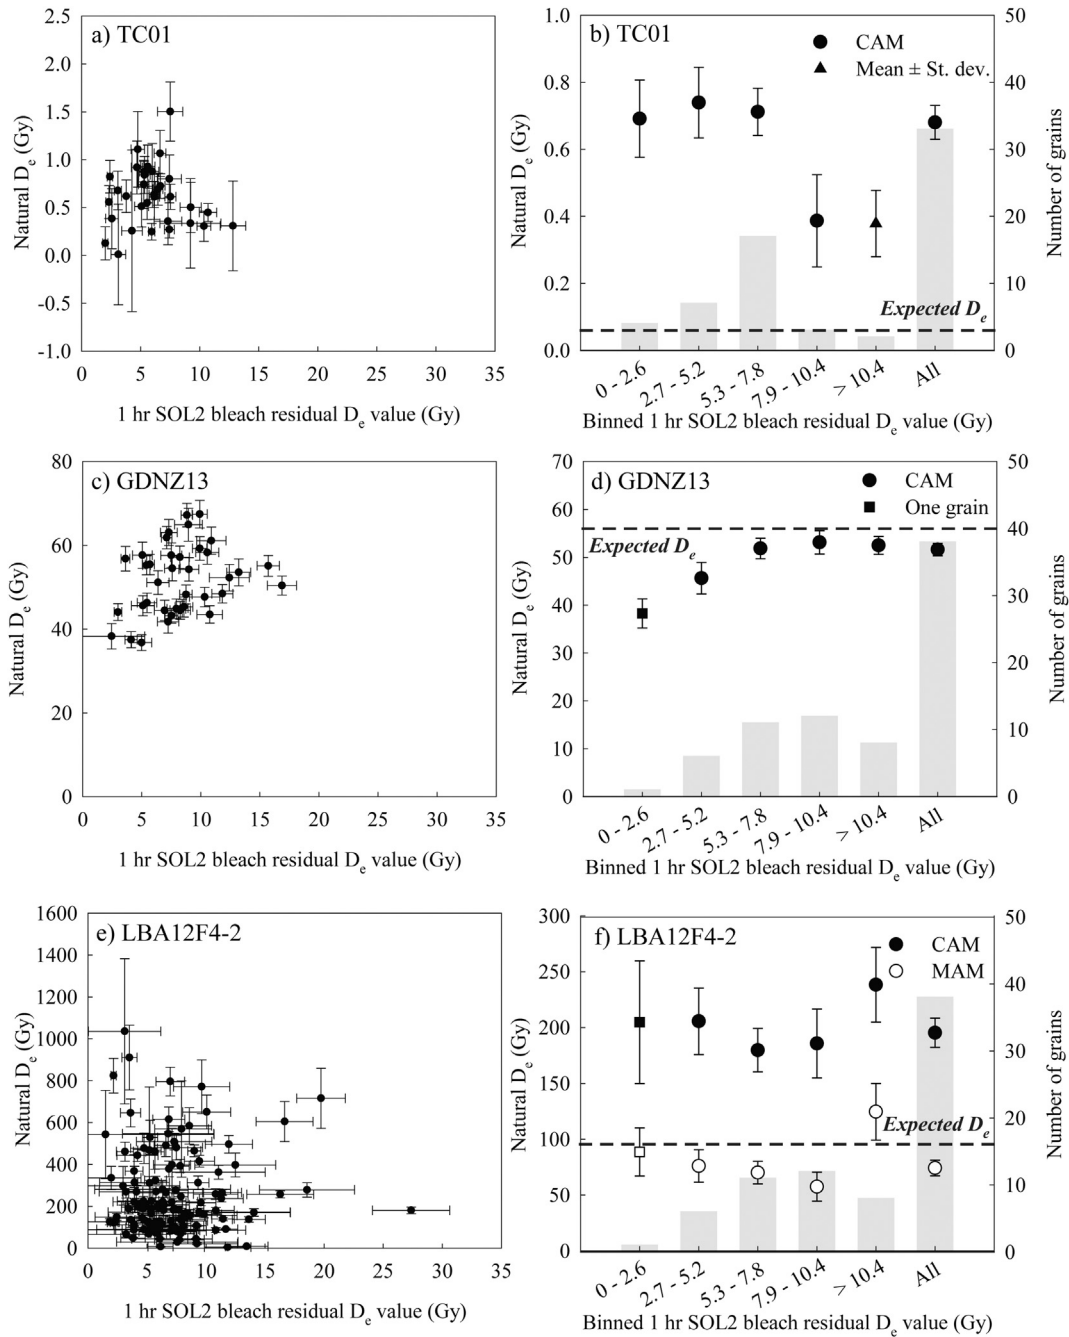 a) TC01
2.5
2.0
1.5
1.0
0.5
0.0
-0.5
-1.0
Natural De (Gy)
0 5 10 15 20 25 30 35
1 hr SOL2 bleach residual De value (Gy)
b) TC01
CAM
Mean ± St. dev.
1.0
0.8
0.6
0.4
0.2
0.0
Natural De (Gy)
50
40
30
20
10
0
Number of grains
Expected De
0 - 2.6
2.7 - 5.2
5.3 - 7.8
7.9 - 10.4
> 10.4
All
Binned 1 hr SOL2 bleach residual De value (Gy)
c) GDNZ13
80
60
40
20
0
Natural De (Gy)
0 5 10 15 20 25 30 35
1 hr SOL2 bleach residual De value (Gy)
d) GDNZ13
CAM
One grain
70
60
50
40
30
20
10
0
Natural De (Gy)
50
40
30
20
10
0
Number of grains
Expected De
0 - 2.6
2.7 - 5.2
5.3 - 7.8
7.9 - 10.4
> 10.4
All
Binned 1 hr SOL2 bleach residual De value (Gy)
e) LBA12F4-2
1600
1400
1200
1000
800
600
400
200
0
Natural De (Gy)
0 5 10 15 20 25 30 35
1 hr SOL2 bleach residual De value (Gy)
f) LBA12F4-2
CAM
MAM
300
250
200
150
100
50
0
Natural De (Gy)
50
40
30
20
10
0
Number of grains
Expected De
0 - 2.6
2.7 - 5.2
5.3 - 7.8
7.9 - 10.4
> 10.4
All
Binned 1 hr SOL2 bleach residual De value (Gy)